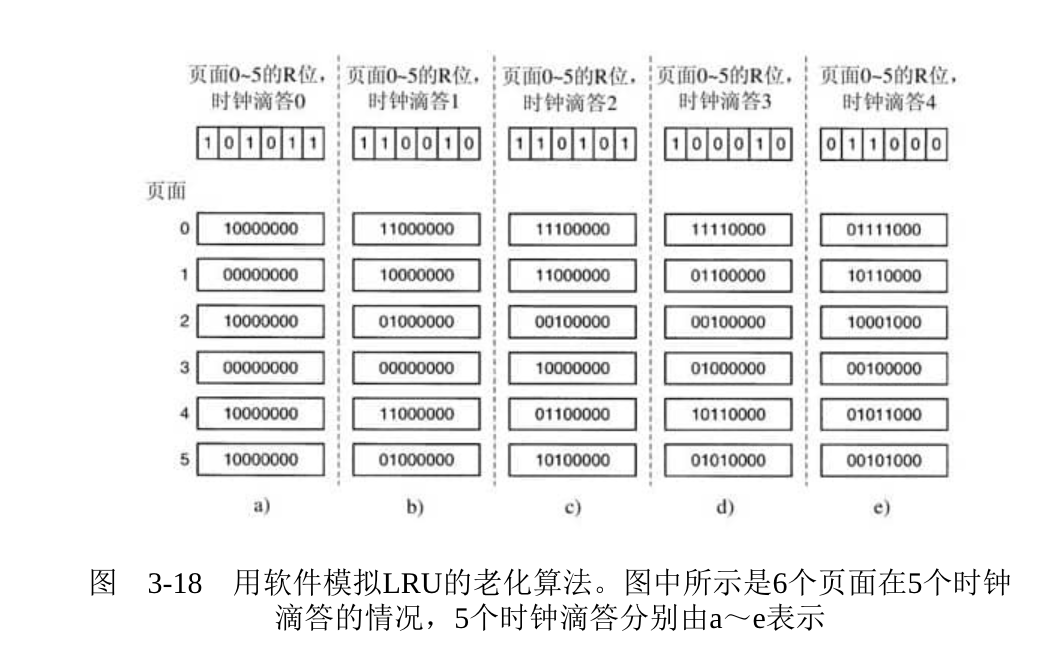 页面0~5的R位， 页面0~5的R位， 页面0~5的R位， 页面0~5的R位， 页面0~5的R位，
时钟滴答0 时钟滴答1 时钟滴答2 时钟滴答3 时钟滴答4
1 0 1 0 1 1 1 1 0 0 1 0 1 1 0 1 0 1 1 0 0 0 1 0 0 1 1 0 0 0
页面
0 10000000 11000000 11100000 11110000 01111000
1 00000000 10000000 11000000 01100000 10110000
2 10000000 01000000 00100000 00100000 10001000
3 00000000 00000000 10000000 01000000 00100000
4 10000000 11000000 01100000 10110000 01011000
5 10000000 01000000 10100000 01010000 00101000
a) b) c) d) e)
图 3-18 用软件模拟LRU的老化算法。图中所示是6个页面在5个时钟
滴答的情况，5个时钟滴答分别由a～e表示